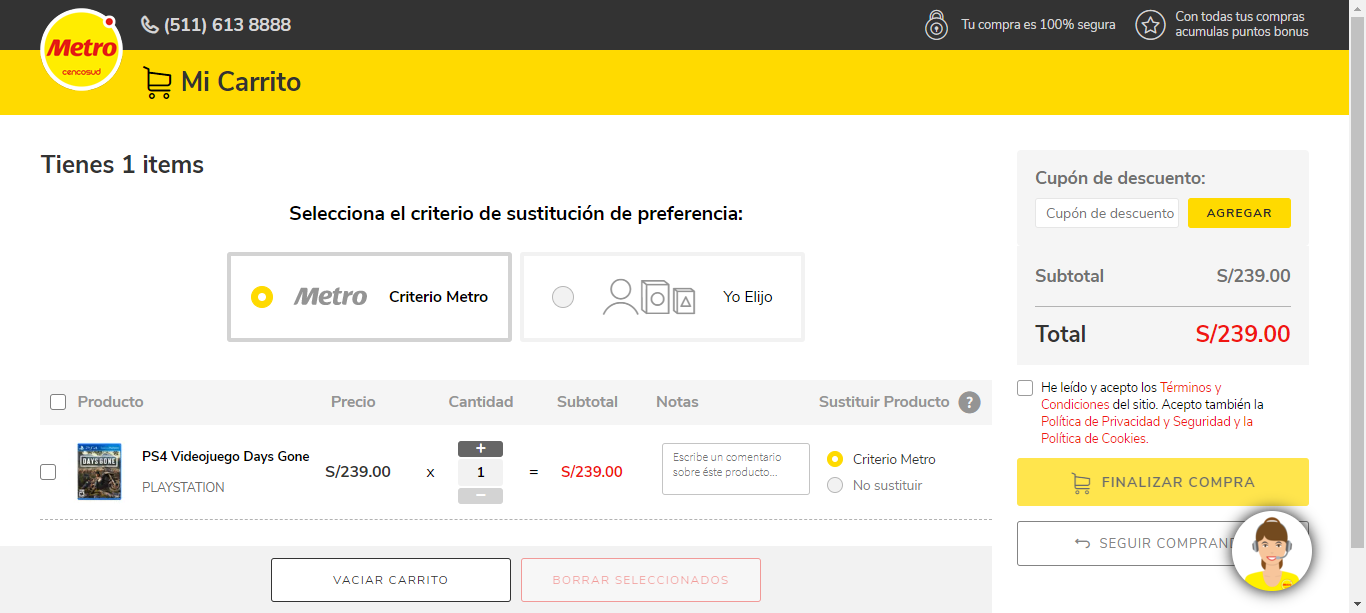 Metro
cencosud
(511) 613 8888
Tu compra es 100% segura
Con todas tus compras
acumulas puntos bonus
Mi Carrito
Tienes 1 items
Selecciona el criterio de sustitución de preferencia:
Metro
Criterio Metro
Yo Elijo
Producto
Precio
Cantidad
Subtotal
Notas
Sustituir Producto
?
DAYS GONE
PS4 Videojuego Days Gone
PLAYSTATION
S/239.00
x
+
1
−
=
S/239.00
Escribe un comentario
sobre éste producto...
Criterio Metro
No sustituir
VACIAR CARRITO
BORRAR SELECCIONADOS
Cupón de descuento:
Cupón de descuento
AGREGAR
Subtotal
S/239.00
Total
S/239.00
He leído y acepto los Términos y
Condiciones del sitio. Acepto también la
Política de Privacidad y Seguridad y la
Política de Cookies.
FINALIZAR COMPRA
SEGUIR COMPRAND